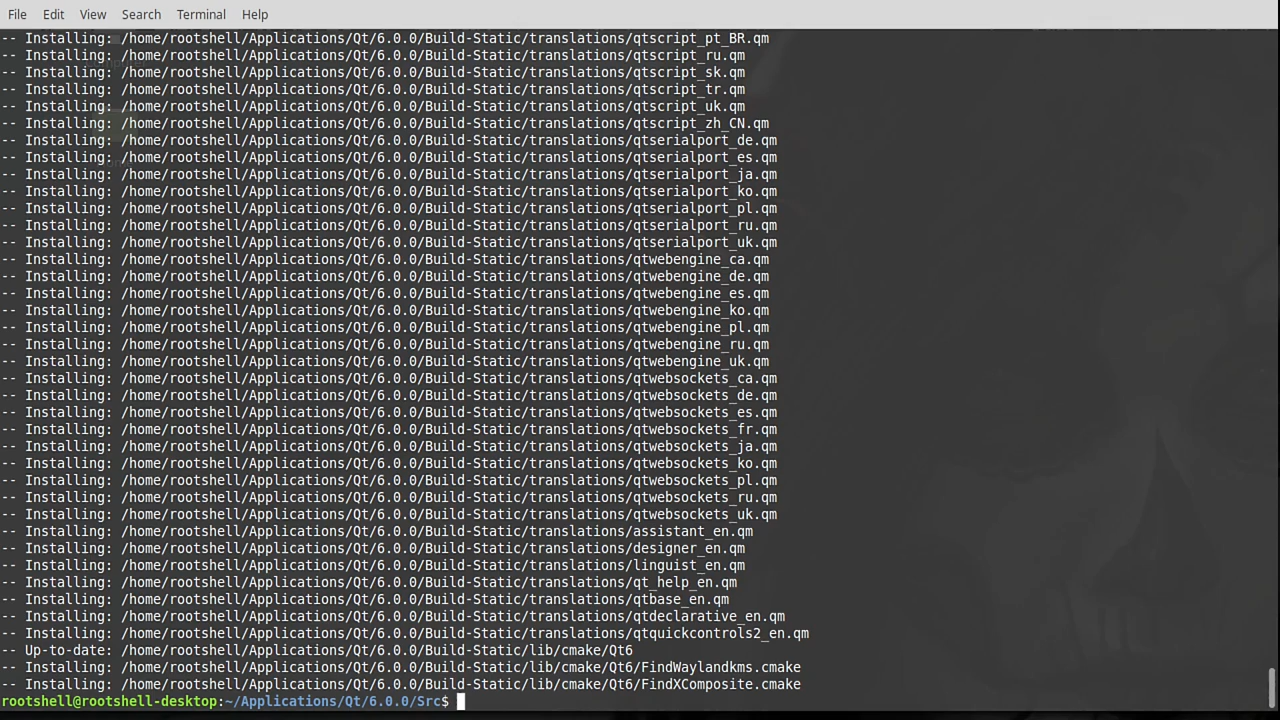 File Edit View Search Terminal Help
-- Installing: /home/rootshell/Applications/Qt/6.0.0/Build-Static/translations/qtscript_pt_BR.qm
-- Installing: /home/rootshell/Applications/Qt/6.0.0/Build-Static/translations/qtscript_ru.qm
-- Installing: /home/rootshell/Applications/Qt/6.0.0/Build-Static/translations/qtscript_sk.qm
-- Installing: /home/rootshell/Applications/Qt/6.0.0/Build-Static/translations/qtscript_tr.qm
-- Installing: /home/rootshell/Applications/Qt/6.0.0/Build-Static/translations/qtscript_uk.qm
-- Installing: /home/rootshell/Applications/Qt/6.0.0/Build-Static/translations/qtscript_zh_CN.qm
-- Installing: /home/rootshell/Applications/Qt/6.0.0/Build-Static/translations/qtserialport_de.qm
-- Installing: /home/rootshell/Applications/Qt/6.0.0/Build-Static/translations/qtserialport_es.qm
-- Installing: /home/rootshell/Applications/Qt/6.0.0/Build-Static/translations/qtserialport_ja.qm
-- Installing: /home/rootshell/Applications/Qt/6.0.0/Build-Static/translations/qtserialport_ko.qm
-- Installing: /home/rootshell/Applications/Qt/6.0.0/Build-Static/translations/qtserialport_pl.qm
-- Installing: /home/rootshell/Applications/Qt/6.0.0/Build-Static/translations/qtserialport_ru.qm
-- Installing: /home/rootshell/Applications/Qt/6.0.0/Build-Static/translations/qtserialport_uk.qm
-- Installing: /home/rootshell/Applications/Qt/6.0.0/Build-Static/translations/qtwebengine_ca.qm
-- Installing: /home/rootshell/Applications/Qt/6.0.0/Build-Static/translations/qtwebengine_de.qm
-- Installing: /home/rootshell/Applications/Qt/6.0.0/Build-Static/translations/qtwebengine_es.qm
-- Installing: /home/rootshell/Applications/Qt/6.0.0/Build-Static/translations/qtwebengine_ko.qm
-- Installing: /home/rootshell/Applications/Qt/6.0.0/Build-Static/translations/qtwebengine_pl.qm
-- Installing: /home/rootshell/Applications/Qt/6.0.0/Build-Static/translations/qtwebengine_ru.qm
-- Installing: /home/rootshell/Applications/Qt/6.0.0/Build-Static/translations/qtwebengine_uk.qm
-- Installing: /home/rootshell/Applications/Qt/6.0.0/Build-Static/translations/qtwebsockets_ca.qm
-- Installing: /home/rootshell/Applications/Qt/6.0.0/Build-Static/translations/qtwebsockets_de.qm
-- Installing: /home/rootshell/Applications/Qt/6.0.0/Build-Static/translations/qtwebsockets_es.qm
-- Installing: /home/rootshell/Applications/Qt/6.0.0/Build-Static/translations/qtwebsockets_fr.qm
-- Installing: /home/rootshell/Applications/Qt/6.0.0/Build-Static/translations/qtwebsockets_ja.qm
-- Installing: /home/rootshell/Applications/Qt/6.0.0/Build-Static/translations/qtwebsockets_ko.qm
-- Installing: /home/rootshell/Applications/Qt/6.0.0/Build-Static/translations/qtwebsockets_pl.qm
-- Installing: /home/rootshell/Applications/Qt/6.0.0/Build-Static/translations/qtwebsockets_ru.qm
-- Installing: /home/rootshell/Applications/Qt/6.0.0/Build-Static/translations/qtwebsockets_uk.qm
-- Installing: /home/rootshell/Applications/Qt/6.0.0/Build-Static/translations/assistant_en.qm
-- Installing: /home/rootshell/Applications/Qt/6.0.0/Build-Static/translations/designer_en.qm
-- Installing: /home/rootshell/Applications/Qt/6.0.0/Build-Static/translations/linguist_en.qm
-- Installing: /home/rootshell/Applications/Qt/6.0.0/Build-Static/translations/qt_help_en.qm
-- Installing: /home/rootshell/Applications/Qt/6.0.0/Build-Static/translations/qtbase_en.qm
-- Installing: /home/rootshell/Applications/Qt/6.0.0/Build-Static/translations/qtdeclarative_en.qm
-- Installing: /home/rootshell/Applications/Qt/6.0.0/Build-Static/translations/qtquickcontrols2_en.qm
-- Up-to-date: /home/rootshell/Applications/Qt/6.0.0/Build-Static/lib/cmake/Qt6
-- Installing: /home/rootshell/Applications/Qt/6.0.0/Build-Static/lib/cmake/Qt6/FindWaylandkms.cmake
-- Installing: /home/rootshell/Applications/Qt/6.0.0/Build-Static/lib/cmake/Qt6/FindXComposite.cmake
rootshell@rootshell-desktop:~/Applications/Qt/6.0.0/Src$